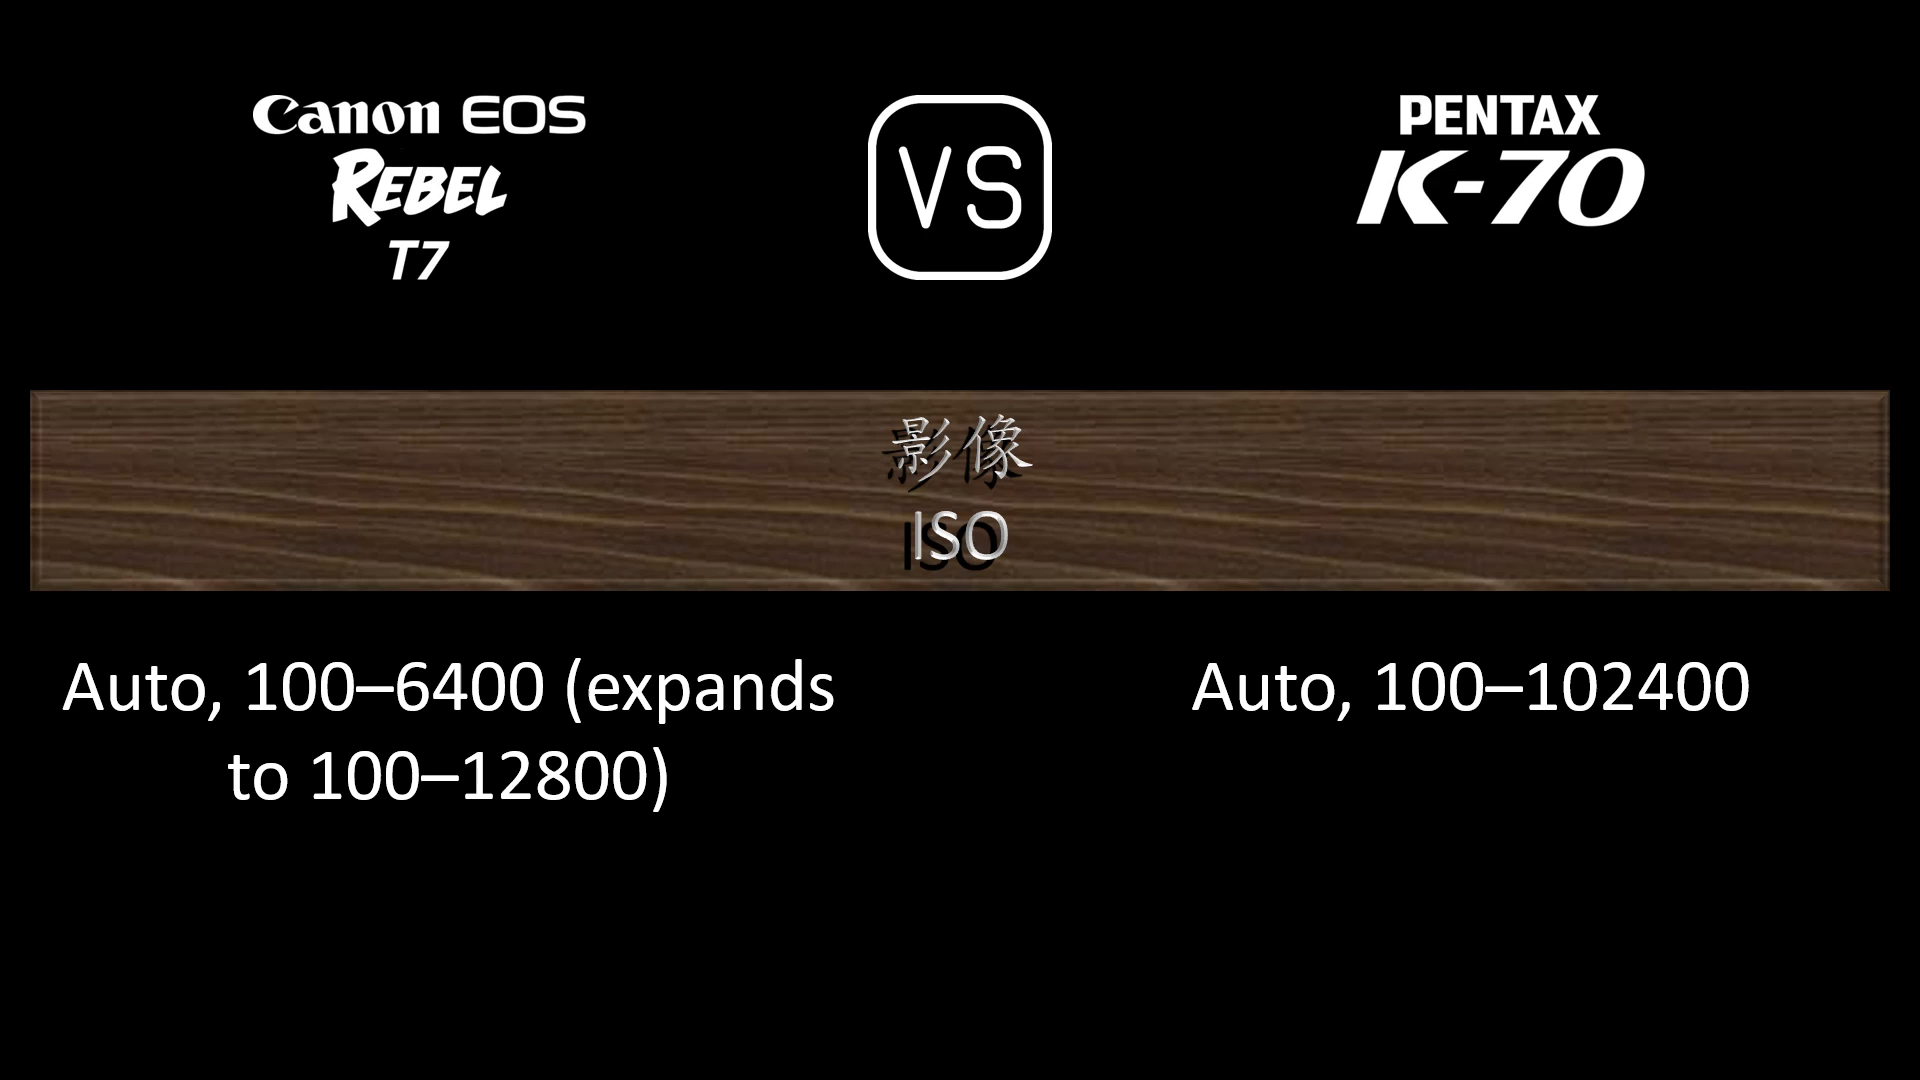 Canon EOS
REBEL
T7
VS
PENTAX
K-70
影像
ISO
Auto, 100–6400 (expands
to 100–12800)
Auto, 100–102400